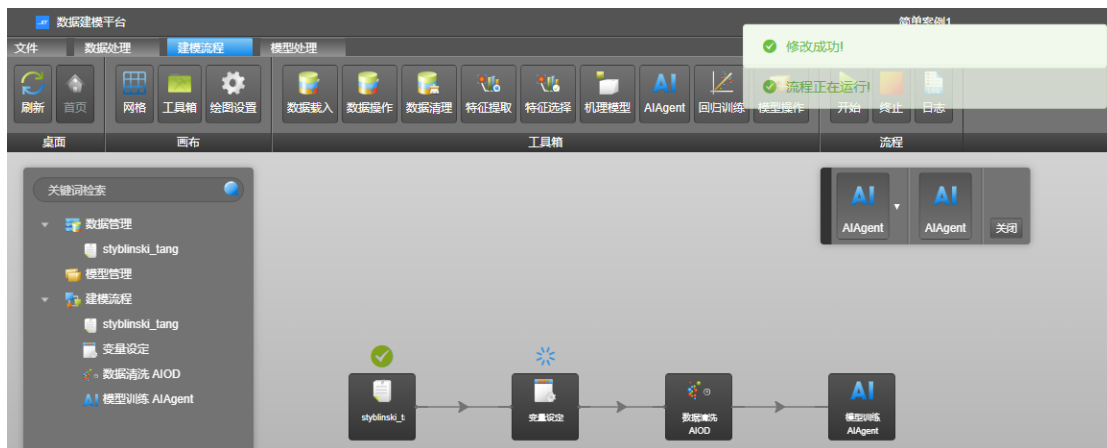 数据建模平台
简单案例1
文件 数据处理 建模流程 模型处理
修改成功!
流程正在运行!
刷新 首页 网格 工具箱 绘图设置 数据载入 数据操作 数据清理 特征提取 特征选择 机理模型 AIAgent 回归训练 模型操作 开始 终止 日志
桌面 画布 工具箱 流程
关键词检索
数据管理
styblinski_tang
模型管理
建模流程
styblinski_tang
变量设定
数据清洗 AIOD
模型训练 AIAgent
AIAgent AIAgent 关闭
styblinski_t
变量设定
数据清洗
AIOD
模型训练
AIAgent